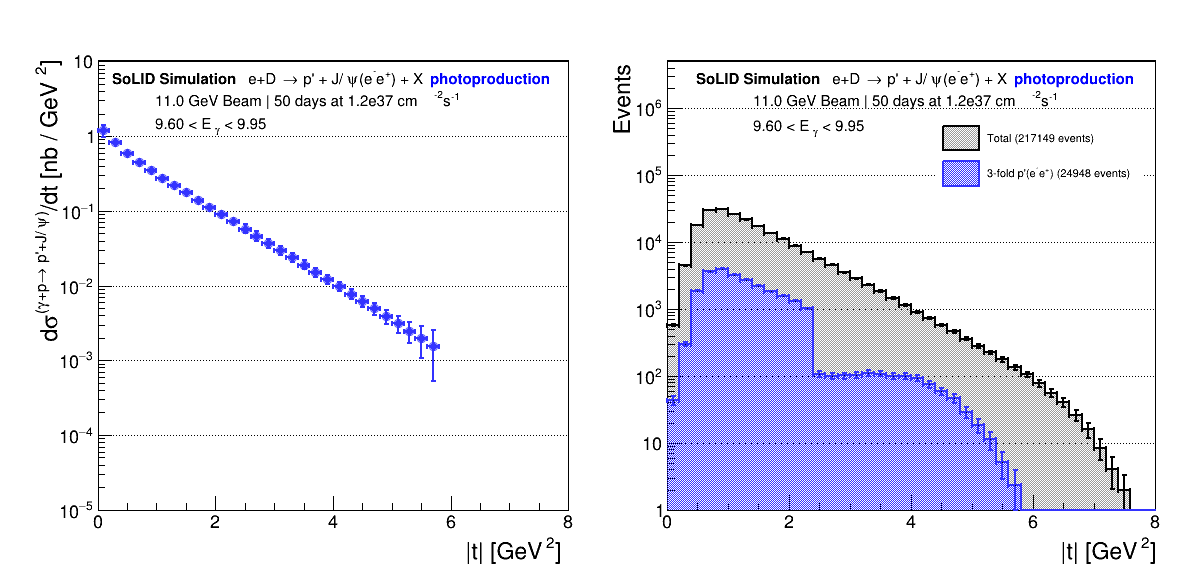 SoLID Simulation e+D → p' + J/ψ(e⁻e⁺) + X photoproduction
11.0 GeV Beam | 50 days at 1.2e37 cm⁻²s⁻¹
9.60 < E_γ < 9.95
dσ(γ+p→ p'+J/ψ)/dt [nb / GeV²]
10
1
10⁻¹
10⁻²
10⁻³
10⁻⁴
10⁻⁵
0 2 4 6 8
|t| [GeV²]
SoLID Simulation e+D → p' + J/ψ(e⁻e⁺) + X photoproduction
11.0 GeV Beam | 50 days at 1.2e37 cm⁻²s⁻¹
9.60 < E_γ < 9.95
Total (217149 events)
3-fold p'(e⁻e⁺) (24948 events)
Events
10⁶
10⁵
10⁴
10³
10²
10
1
0 2 4 6 8
|t| [GeV²]